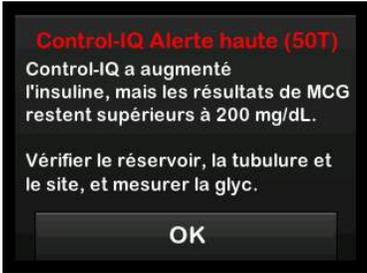 Control-IQ Alerte haute (50T)
Control-IQ a augmenté
l'insuline, mais les résultats de MCG
restent supérieurs à 200 mg/dL.
Vérifier le réservoir, la tubulure et
le site, et mesurer la glyc.
OK